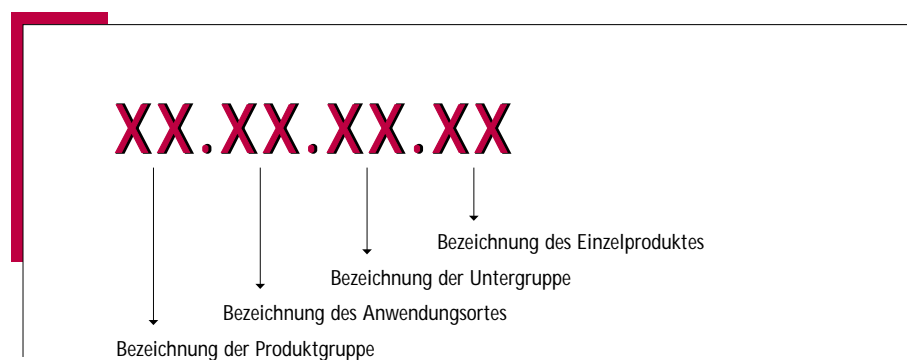 XX.XX.XX.XX
Bezeichnung des Einzelproduktes
Bezeichnung der Untergruppe
Bezeichnung des Anwendungsortes
Bezeichnung der Produktgruppe